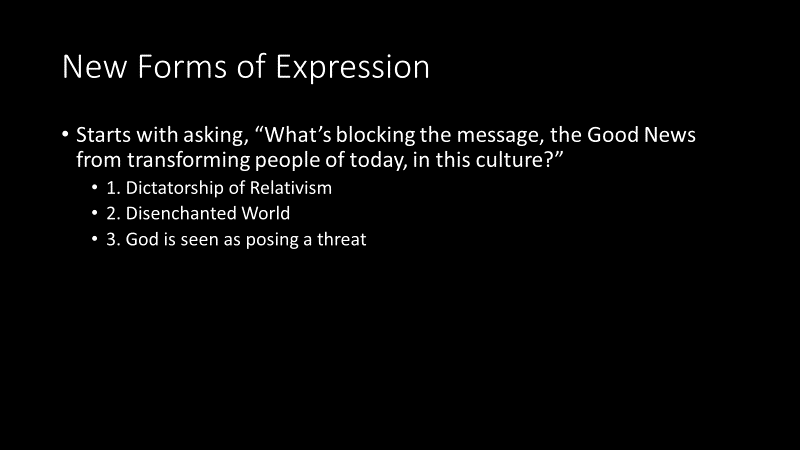 New Forms of Expression
• Starts with asking, “What’s blocking the message, the Good News
from transforming people of today, in this culture?”
• 1. Dictatorship of Relativism
• 2. Disenchanted World
• 3. God is seen as posing a threat